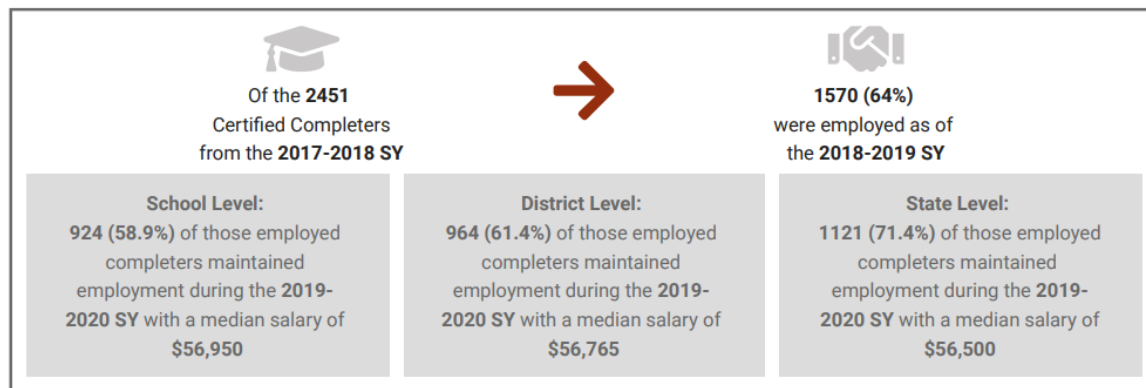 Of the 2451
Certified Completers
from the 2017-2018 SY
1570 (64%)
were employed as of
the 2018-2019 SY
School Level:
924 (58.9%) of those employed
completers maintained
employment during the 2019-
2020 SY with a median salary of
$56,950
District Level:
964 (61.4%) of those employed
completers maintained
employment during the 2019-
2020 SY with a median salary of
$56,765
State Level:
1121 (71.4%) of those employed
completers maintained
employment during the 2019-
2020 SY with a median salary of
$56,500